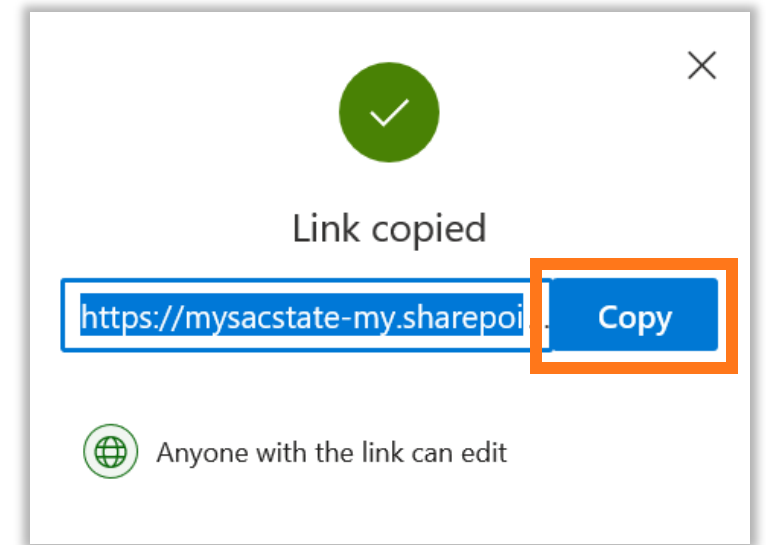 Link copied
https://mysacstate-my.sharepoi...
Copy
Anyone with the link can edit